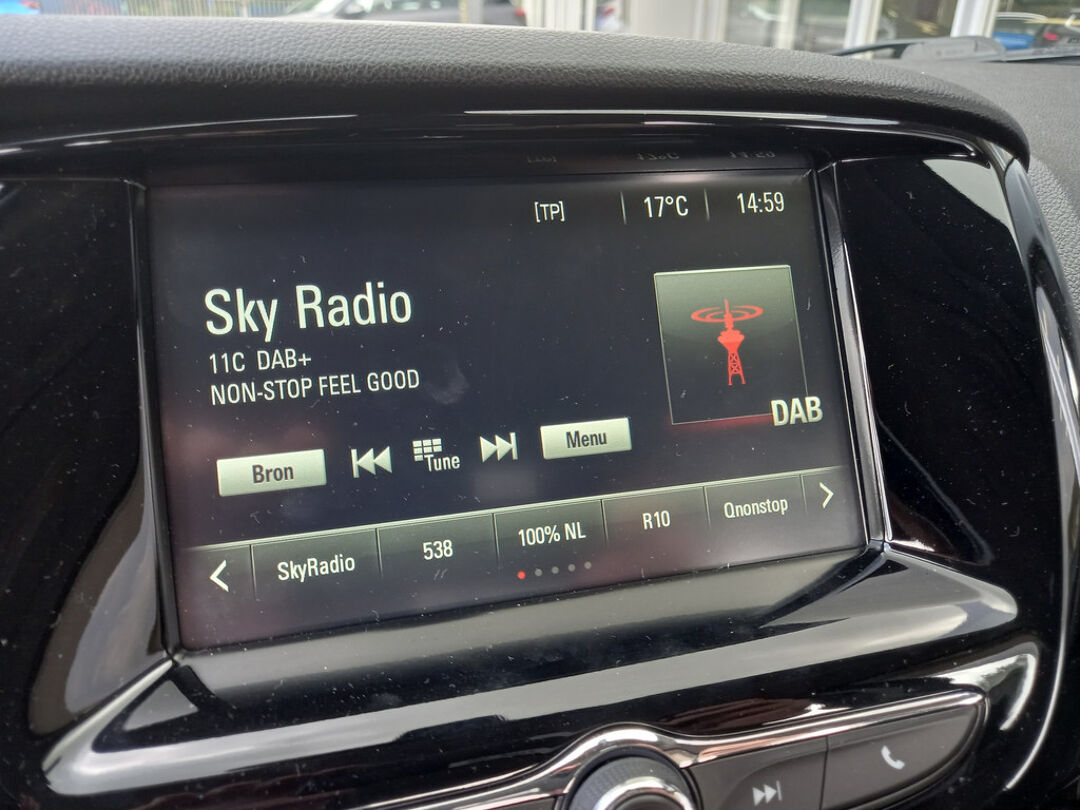 [TP] 17°C 14:59
Sky Radio
11C DAB+
NON-STOP FEEL GOOD
DAB
Bron Tune Menu
SkyRadio 538 100% NL R10 Qnonstop